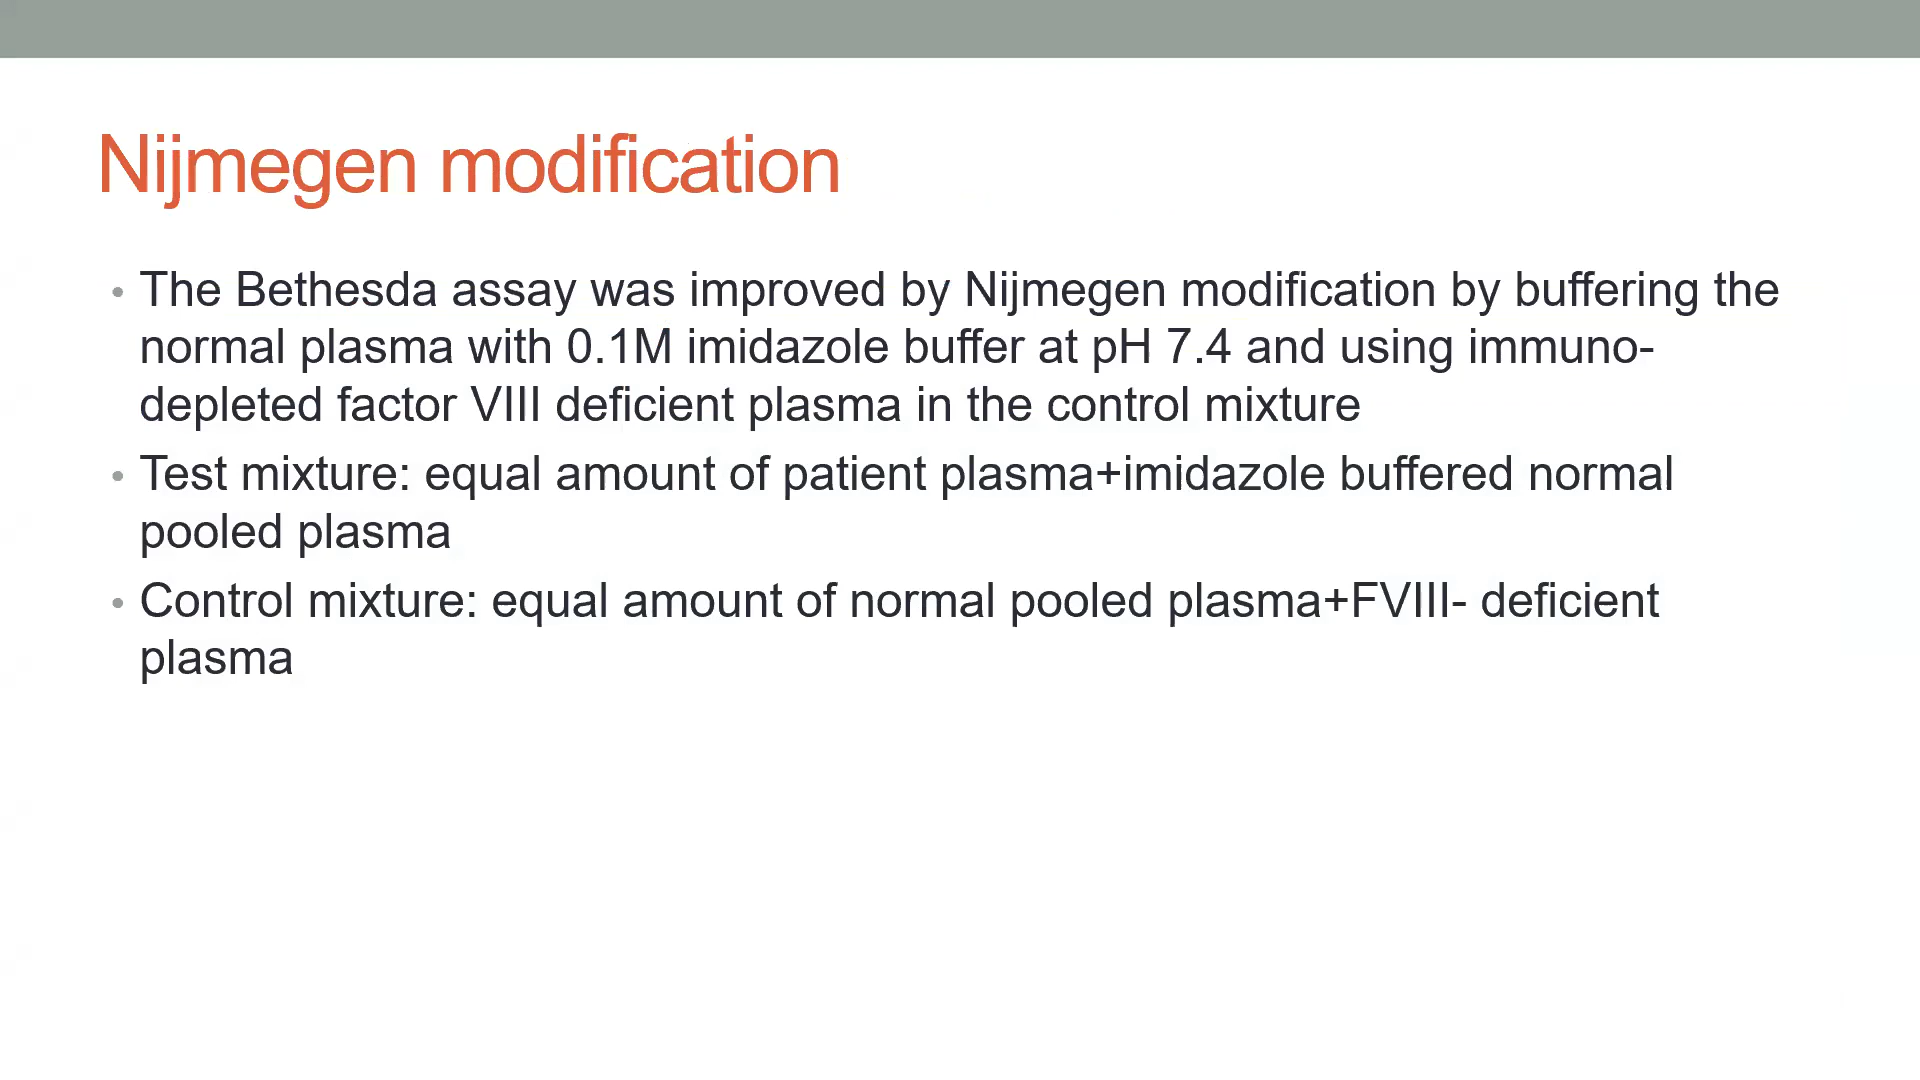 Nijmegen modification
• The Bethesda assay was improved by Nijmegen modification by buffering the
normal plasma with 0.1M imidazole buffer at pH 7.4 and using immuno-
depleted factor VIII deficient plasma in the control mixture
• Test mixture: equal amount of patient plasma+imidazole buffered normal
pooled plasma
• Control mixture: equal amount of normal pooled plasma+FVIII- deficient
plasma